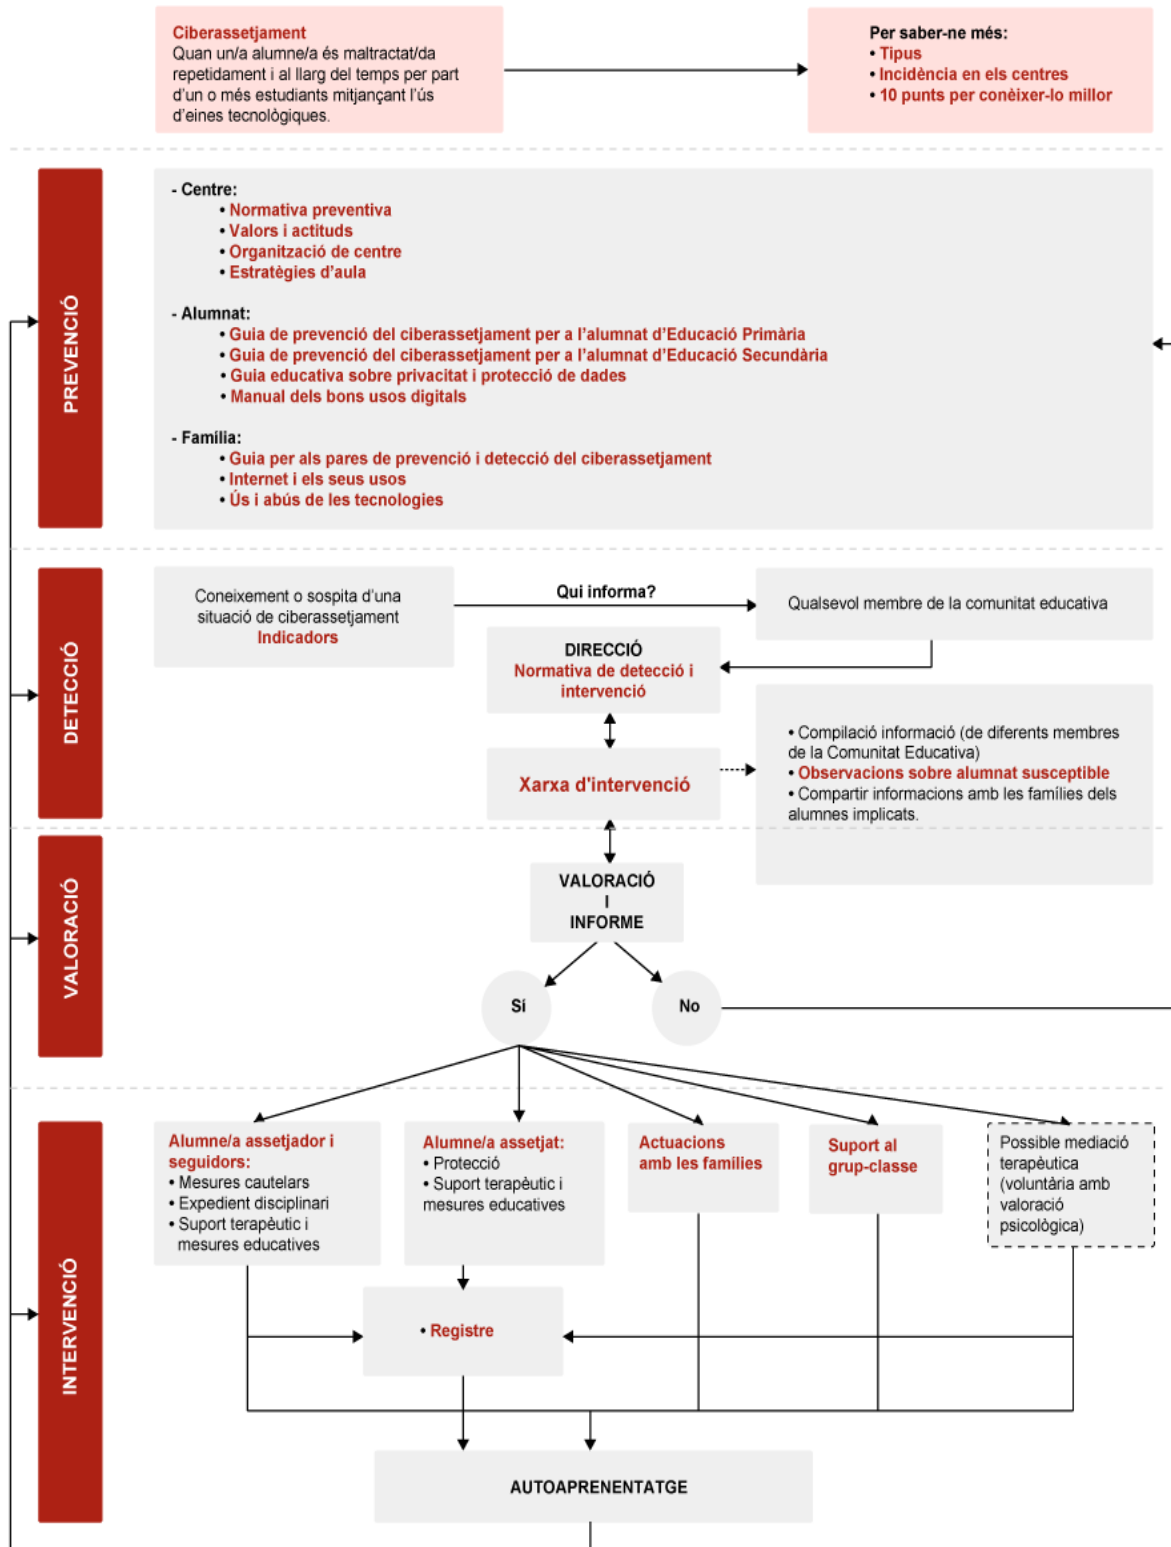 Ciberassetjament
Quan un/a alumne/a és maltractat/da
repetidament i al llarg del temps per part
d'un o més estudiants mitjançant l'ús
d'eines tecnològiques.
Per saber-ne més:
• Tipus
• Incidència en els centres
• 10 punts per conèixer-lo millor
PREVENCIÓ
- Centre:
• Normativa preventiva
• Valors i actituds
• Organització de centre
• Estratègies d'aula
- Alumnat:
• Guia de prevenció del ciberassetjament per a l'alumnat d'Educació Primària
• Guia de prevenció del ciberassetjament per a l'alumnat d'Educació Secundària
• Guia educativa sobre privacitat i protecció de dades
• Manual dels bons usos digitals
- Família:
• Guia per als pares de prevenció i detecció del ciberassetjament
• Internet i els seus usos
• Ús i abús de les tecnologies
DETECCIÓ
Coneixement o sospita d'una
situació de ciberassetjament
Indicadors
Qui informa?
Qualsevol membre de la comunitat educativa
DIRECCIÓ
Normativa de detecció i
intervenció
Xarxa d'intervenció
• Compilació informació (de diferents membres
de la Comunitat Educativa)
• Observacions sobre alumnat susceptible
• Compartir informacions amb les famílies dels
alumnes implicats.
VALORACIÓ
VALORACIÓ
I
INFORME
Sí
No
INTERVENCIÓ
Alumne/a assetjador i
seguidors:
• Mesures cautelars
• Expedient disciplinari
• Suport terapèutic i
mesures educatives
Alumne/a assetjat:
• Protecció
• Suport terapèutic i
mesures educatives
Actuacions
amb les famílies
Suport al
grup-classe
Possible mediació
terapèutica
(voluntària amb
valoració
psicològica)
• Registre
AUTOAPRENENTATGE